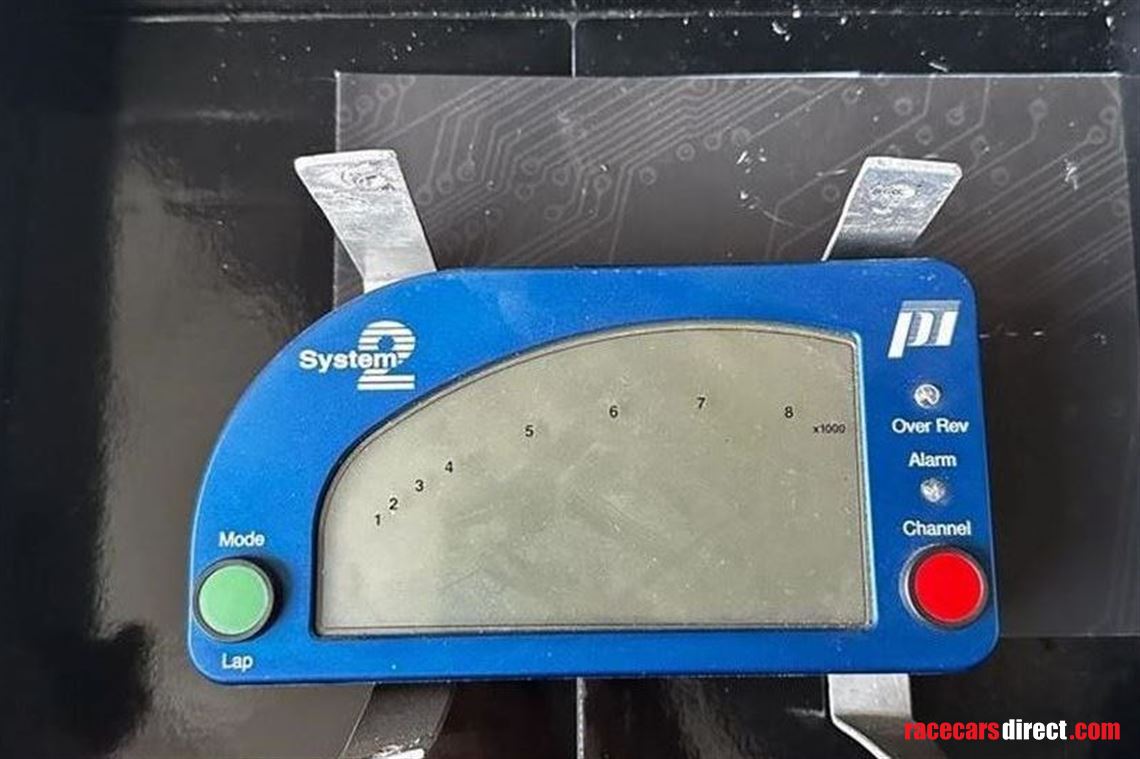 System 2
PI
Over Rev
Alarm
Channel
1 2 3 4 5 6 7 8
x1000
Mode
Lap
racecarsdirect.com